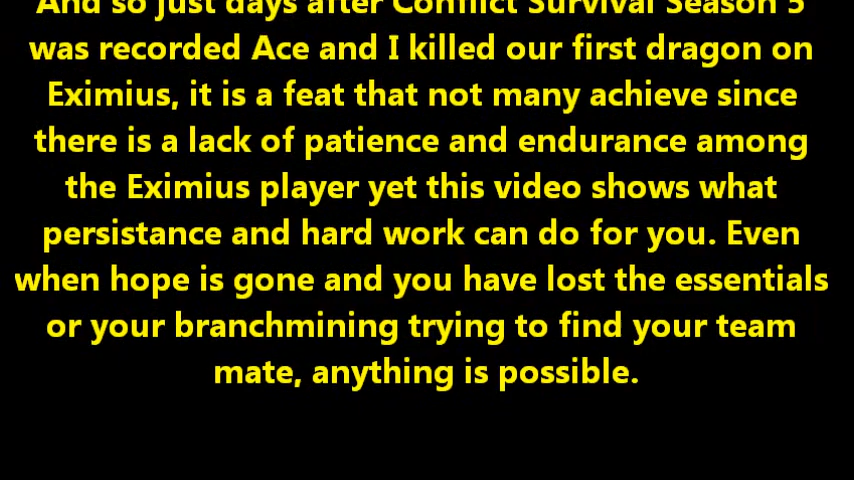 And so just days after Conflict Survival Season 5
was recorded Ace and I killed our first dragon on
Eximius, it is a feat that not many achieve since
there is a lack of patience and endurance among
the Eximius player yet this video shows what
persistance and hard work can do for you. Even
when hope is gone and you have lost the essentials
or your branchmining trying to find your team
mate, anything is possible.